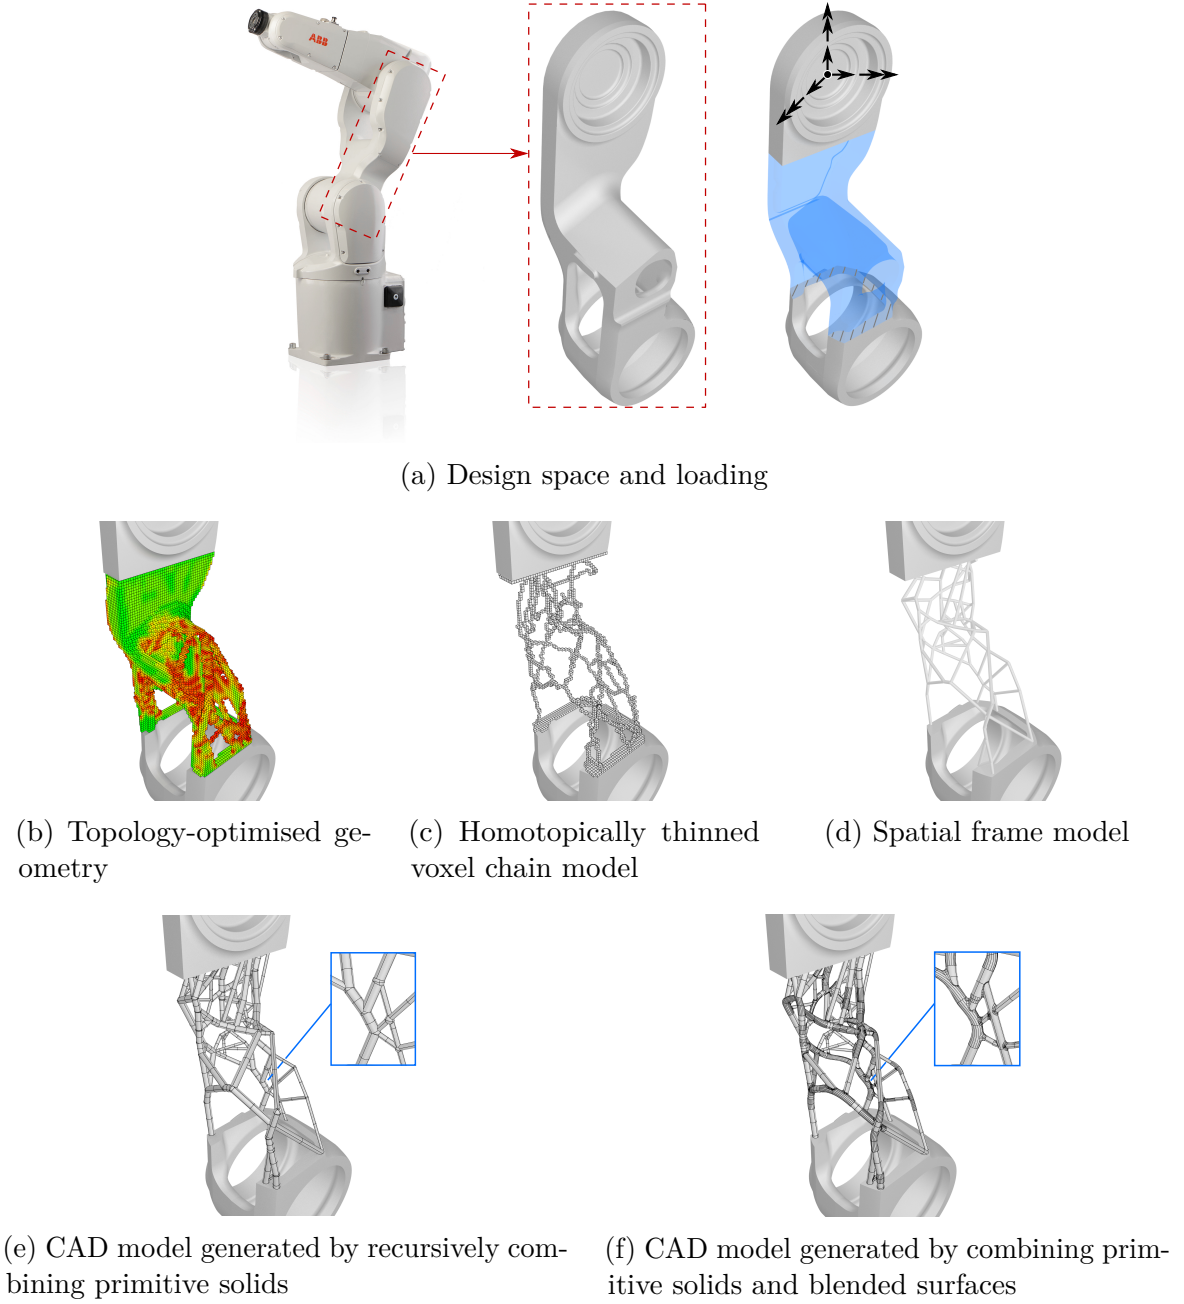 ABB
(a) Design space and loading
(b) Topology-optimised ge-
ometry
(c) Homotopically thinned
voxel chain model
(d) Spatial frame model
(e) CAD model generated by recursively com-
bining primitive solids
(f) CAD model generated by combining prim-
itive solids and blended surfaces